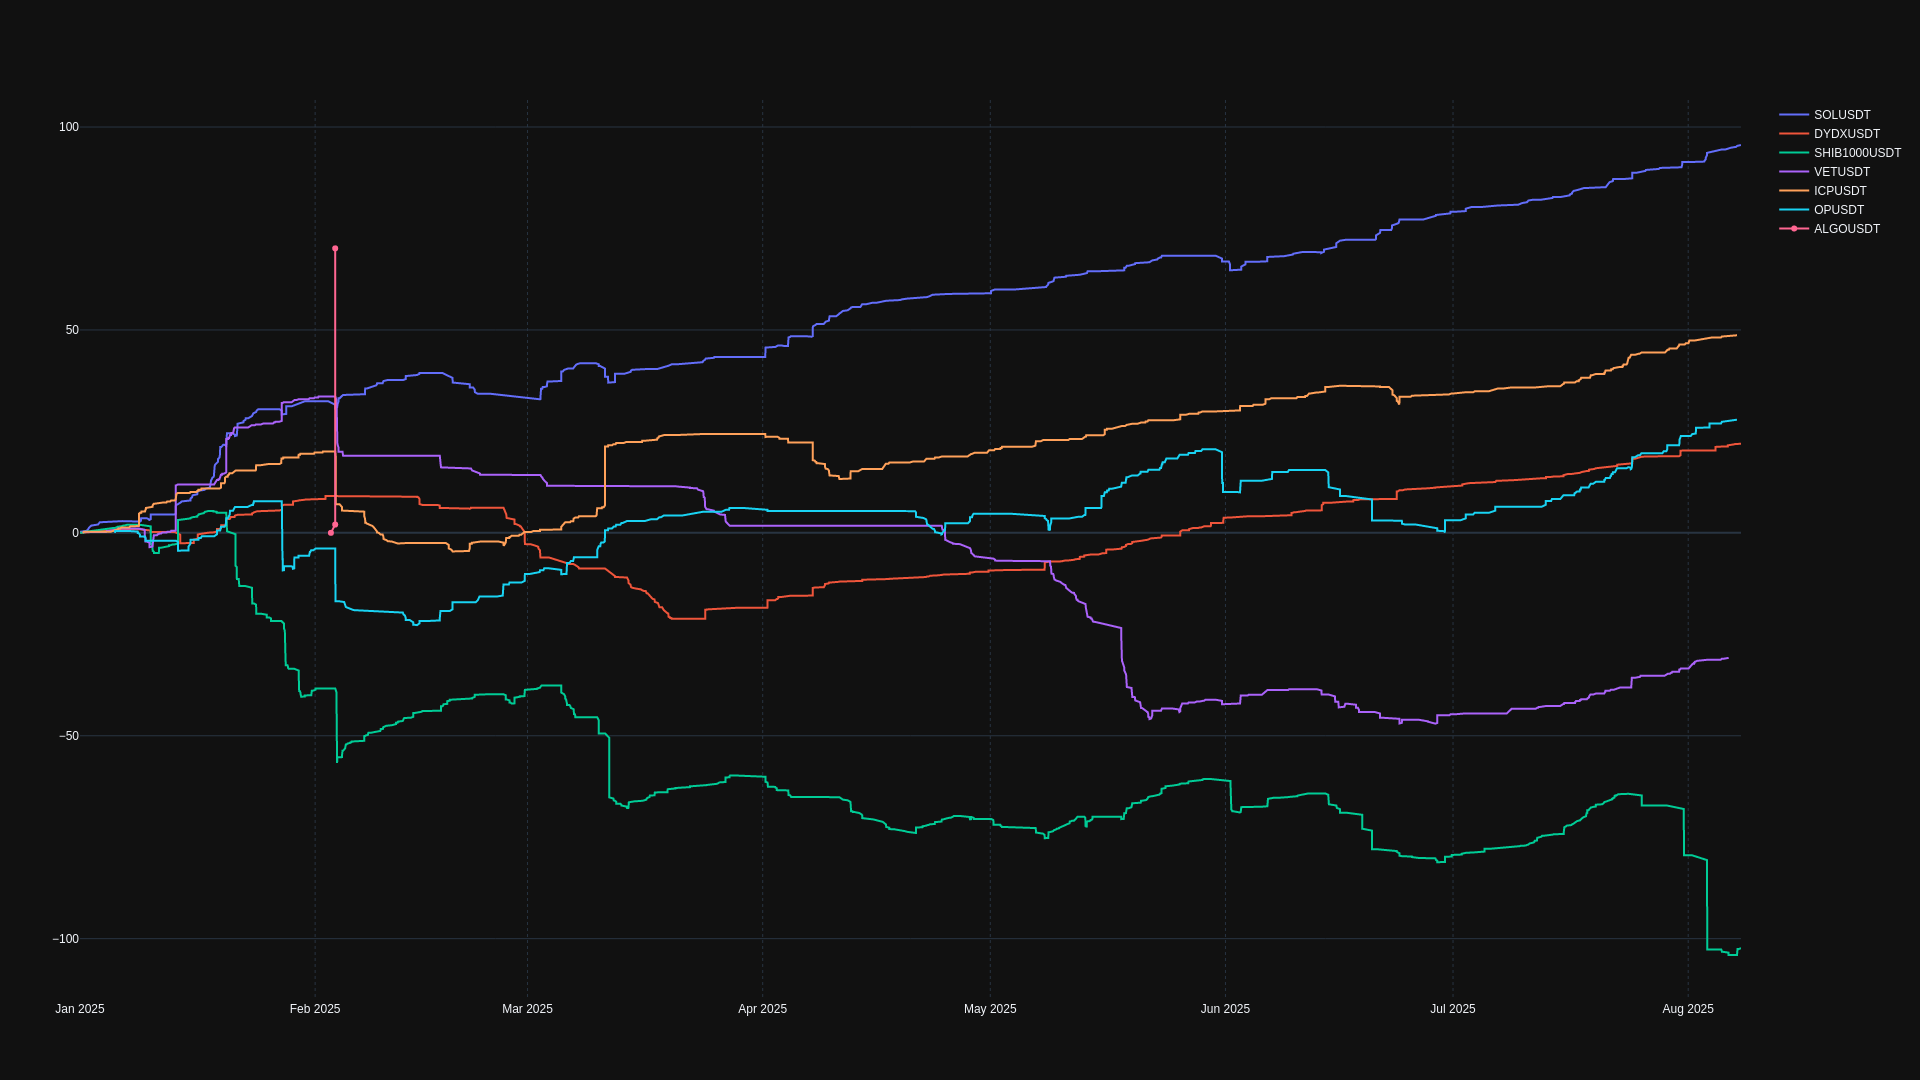 100
50
0
−50
−100
Jan 2025
Feb 2025
Mar 2025
Apr 2025
May 2025
Jun 2025
Jul 2025
Aug 2025
SOLUSDT
DYDXUSDT
SHIB1000USDT
VETUSDT
ICPUSDT
OPUSDT
ALGOUSDT